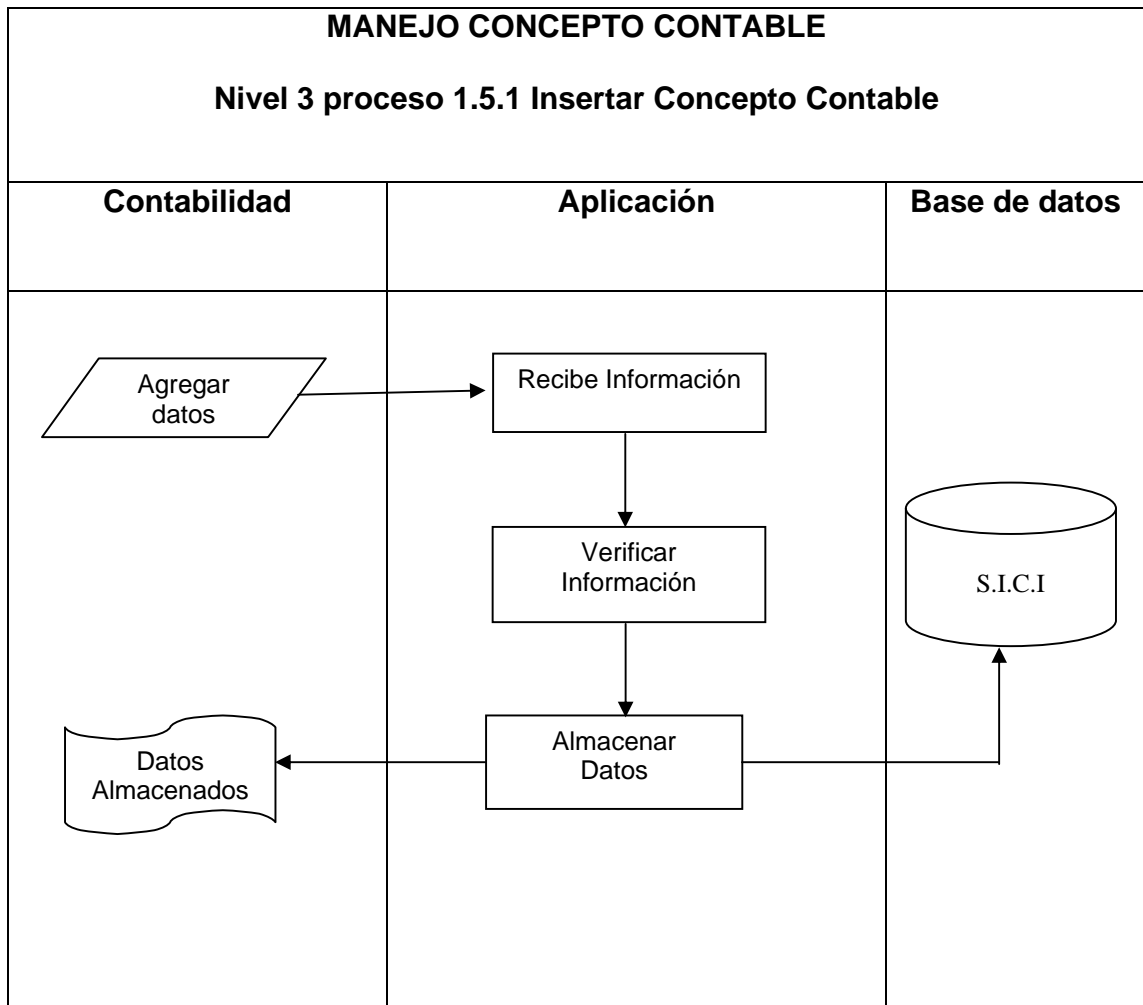 MANEJO CONCEPTO CONTABLE
Nivel 3 proceso 1.5.1 Insertar Concepto Contable
Contabilidad
Aplicación
Base de datos
Agregar
datos
Recibe Información
Verificar
Información
S.I.C.I
Almacenar
Datos
Datos
Almacenados